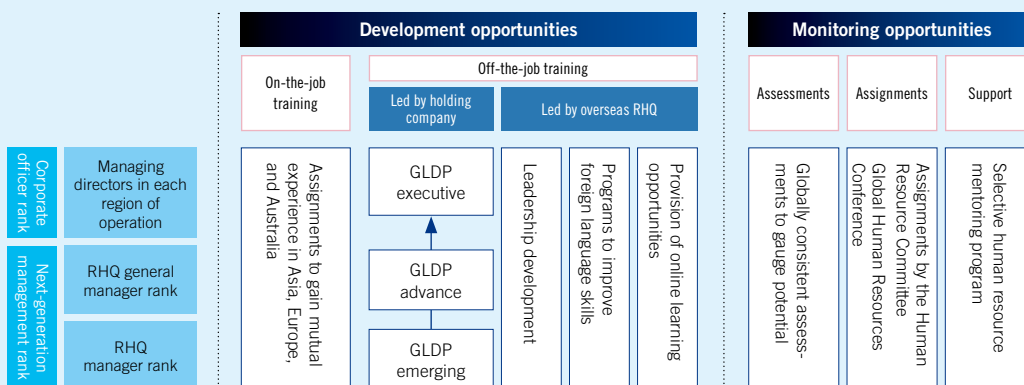 Development opportunities
Monitoring opportunities
On-the-job
training
Off-the-job training
Led by holding
company
Led by overseas RHQ
Assessments
Assignments
Support
Corporate
officer rank
Managing
directors in each
region of
operation
Next-generation
management rank
RHQ general
manager rank
RHQ
manager rank
Assignments to gain mutual
experience in Asia, Europe,
and Australia
GLDP
executive
GLDP
advance
GLDP
emerging
Leadership development
Programs to improve
foreign language skills
Provision of online learning
opportunities
Globally consistent assess-
ments to gauge potential
Assignments by the Human
Resource Committee
Global Human Resources
Conference
Selective human resource
mentoring program